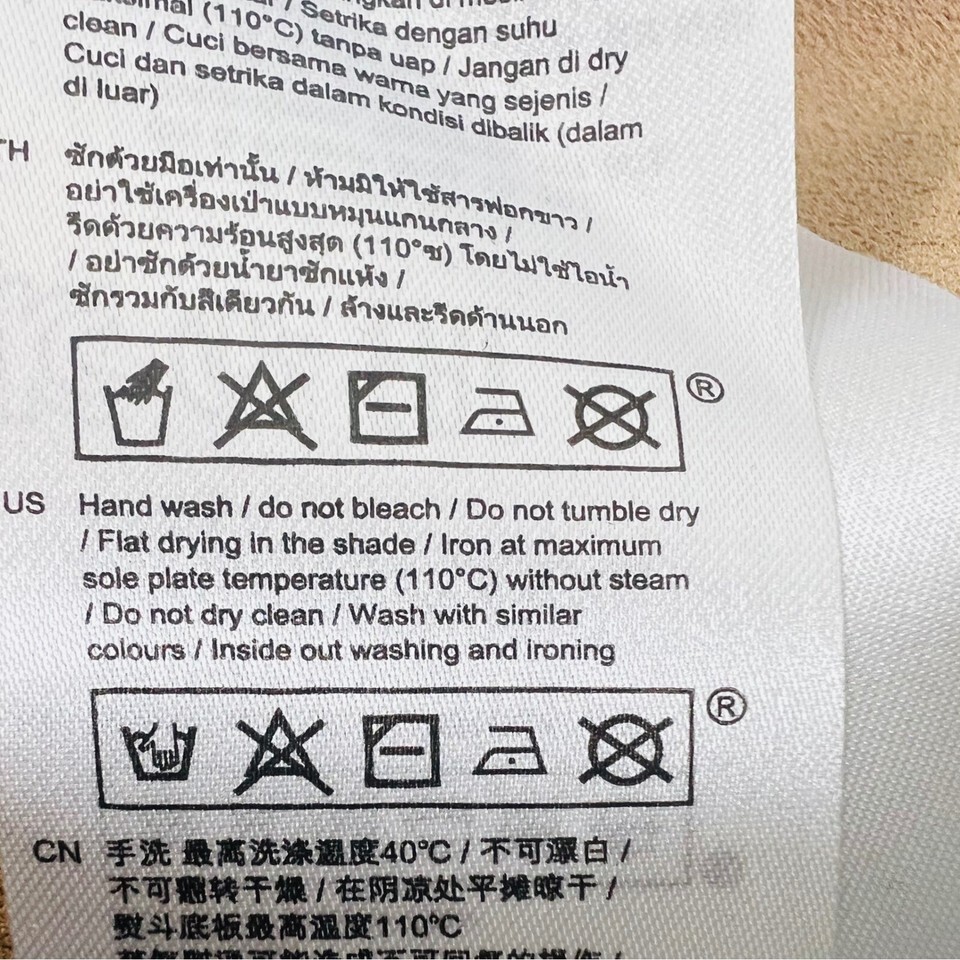 Setrika dengan suhu
(110°C) tanpa uap / Jangan di dry
clean / Cuci bersama warna yang sejenis /
Cuci dan setrika dalam kondisi dibalik (dalam
di luar)
TH ซักด้วยมือเท่านั้น / ห้ามมิให้ใช้สารฟอกขาว /
อย่าใช้เครื่องเป่าแบบหมุนแกนกลาง /
รีดด้วยความร้อนสูงสุด (110°ซ) โดยไม่ใช้ไอน้ำ
/ อย่าซักด้วยน้ำยาซักแห้ง /
ซักรวมกับสีเดียวกัน / ล้างและรีดด้านนอก
®
US Hand wash / do not bleach / Do not tumble dry
/ Flat drying in the shade / Iron at maximum
sole plate temperature (110°C) without steam
/ Do not dry clean / Wash with similar
colours / Inside out washing and ironing
®
CN 手洗 最高洗涤温度40°C / 不可漂白 /
不可翻转干燥 / 在阴凉处平摊晾干 /
熨斗底板最高温度110°C